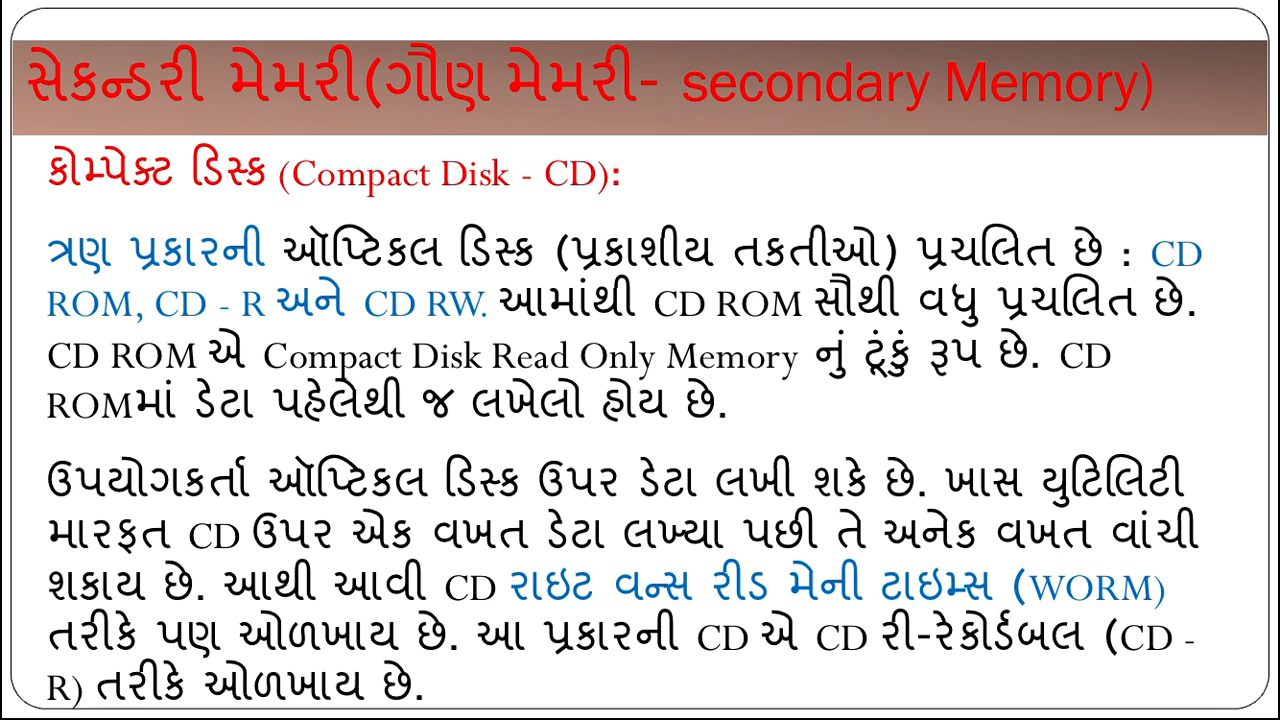 સેકન્ડરી મેમરી(ગૌણ મેમરી- secondary Memory)
કોમ્પેક્ટ ડિસ્ક (Compact Disk - CD):
ત્રણ પ્રકારની ઑપ્ટિકલ ડિસ્ક (પ્રકાશીય તકતીઓ) પ્રચલિત છે : CD
ROM, CD - R અને CD RW. આમાંથી CD ROM સૌથી વધુ પ્રચલિત છે.
CD ROM એ Compact Disk Read Only Memory નું ટૂંકું રૂપ છે. CD
ROMમાં ડેટા પહેલેથી જ લખેલો હોય છે.
ઉપયોગકર્તા ઑપ્ટિકલ ડિસ્ક ઉપર ડેટા લખી શકે છે. ખાસ યુટિલિટી
મારફત CD ઉપર એક વખત ડેટા લખ્યા પછી તે અનેક વખત વાંચી
શકાય છે. આથી આવી CD રાઇટ વન્સ રીડ મેની ટાઇમ્સ (WORM)
તરીકે પણ ઓળખાય છે. આ પ્રકારની CD એ CD રી-રેકોર્ડબલ (CD -
R) તરીકે ઓળખાય છે.